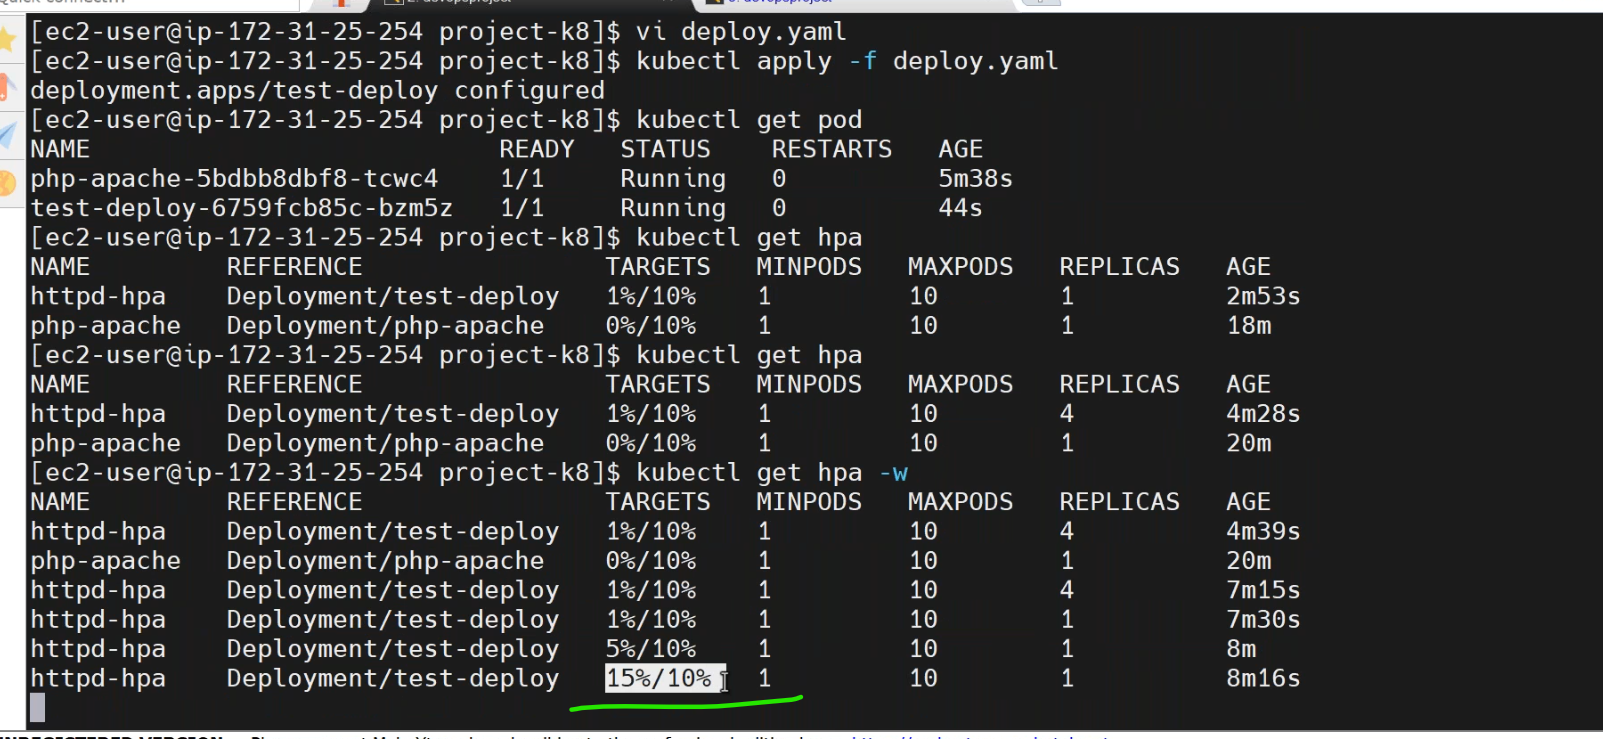 [ec2-user@ip-172-31-25-254 project-k8]$ vi deploy.yaml
[ec2-user@ip-172-31-25-254 project-k8]$ kubectl apply -f deploy.yaml
deployment.apps/test-deploy configured
[ec2-user@ip-172-31-25-254 project-k8]$ kubectl get pod
NAME READY STATUS RESTARTS AGE
php-apache-5bdbb8dbf8-tcwc4 1/1 Running 0 5m38s
test-deploy-6759fcb85c-bzm5z 1/1 Running 0 44s
[ec2-user@ip-172-31-25-254 project-k8]$ kubectl get hpa
NAME REFERENCE TARGETS MINPODS MAXPODS REPLICAS AGE
httpd-hpa Deployment/test-deploy 1%/10% 1 10 1 2m53s
php-apache Deployment/php-apache 0%/10% 1 10 1 18m
[ec2-user@ip-172-31-25-254 project-k8]$ kubectl get hpa
NAME REFERENCE TARGETS MINPODS MAXPODS REPLICAS AGE
httpd-hpa Deployment/test-deploy 1%/10% 1 10 4 4m28s
php-apache Deployment/php-apache 0%/10% 1 10 1 20m
[ec2-user@ip-172-31-25-254 project-k8]$ kubectl get hpa -w
NAME REFERENCE TARGETS MINPODS MAXPODS REPLICAS AGE
httpd-hpa Deployment/test-deploy 1%/10% 1 10 4 4m39s
php-apache Deployment/php-apache 0%/10% 1 10 1 20m
httpd-hpa Deployment/test-deploy 1%/10% 1 10 4 7m15s
httpd-hpa Deployment/test-deploy 1%/10% 1 10 1 7m30s
httpd-hpa Deployment/test-deploy 5%/10% 1 10 1 8m
httpd-hpa Deployment/test-deploy 15%/10% 1 10 1 8m16s